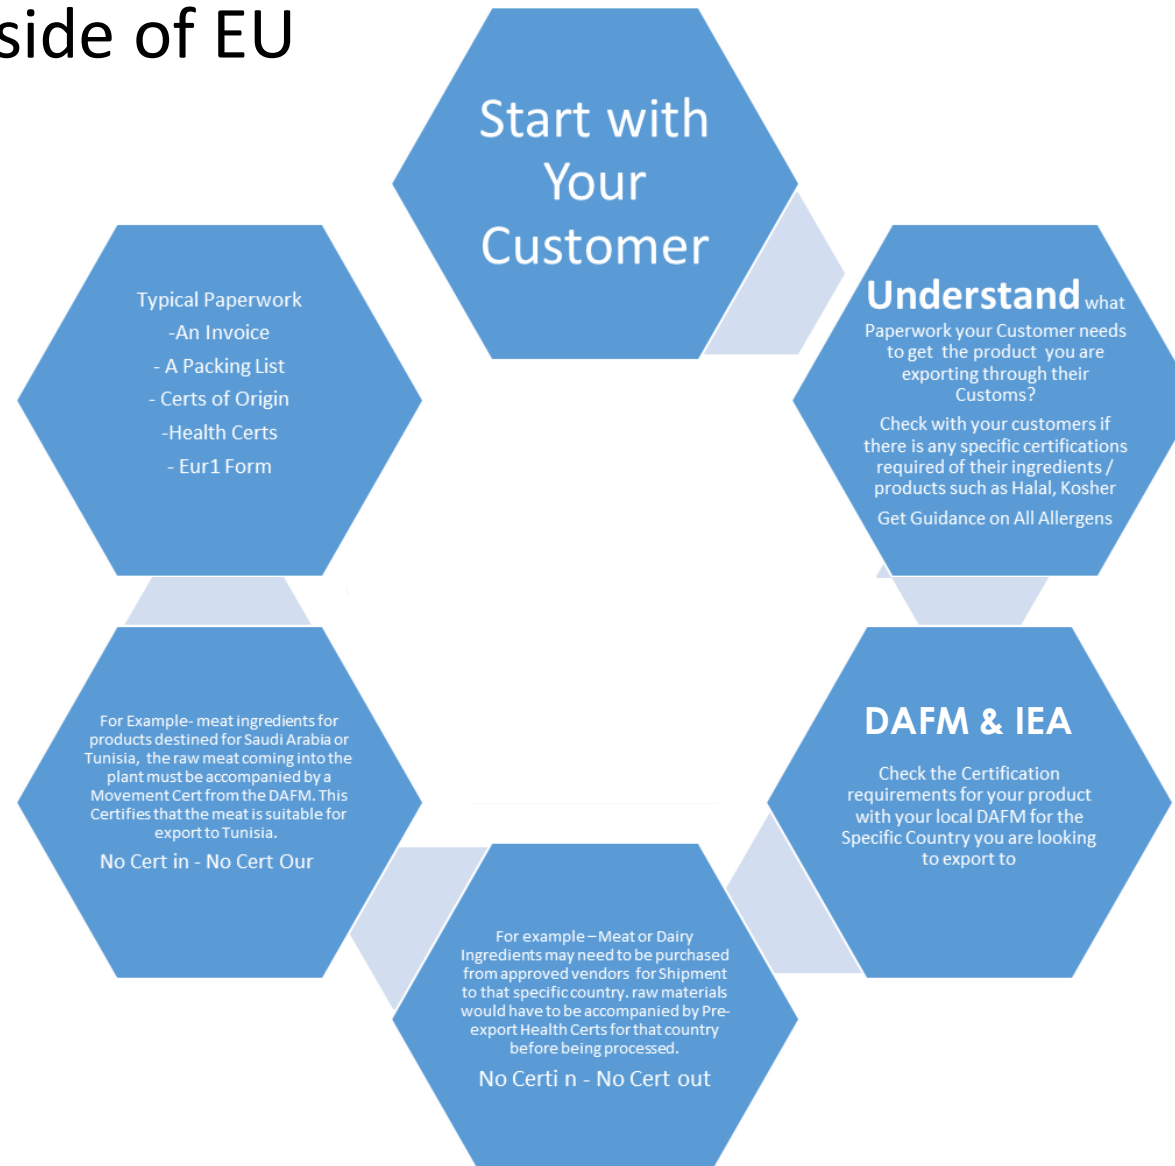 side of EU
Start with
Your
Customer
Understand what
Paperwork your Customer needs
to get the product you are
exporting through their
Customs?
Check with your customers if
there is any specific certifications
required of their ingredients /
products such as Halal, Kosher
Get Guidance on All Allergens
DAFM & IEA
Check the Certification
requirements for your product
with your local DAFM for the
Specific Country you are looking
to export to
For example – Meat or Dairy
Ingredients may need to be purchased
from approved vendors for Shipment
to that specific country. raw materials
would have to be accompanied by Pre-
export Health Certs for that country
before being processed.
No Certi n - No Cert out
For Example- meat ingredients for
products destined for Saudi Arabia or
Tunisia, the raw meat coming into the
plant must be accompanied by a
Movement Cert from the DAFM. This
Certifies that the meat is suitable for
export to Tunisia.
No Cert in - No Cert Our
Typical Paperwork
-An Invoice
- A Packing List
- Certs of Origin
-Health Certs
- Eur1 Form